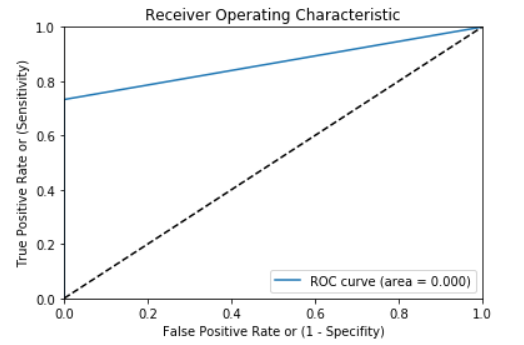 Receiver Operating Characteristic
1.0
0.8
0.6
0.4
0.2
0.0
True Positive Rate or (Sensitivity)
ROC curve (area = 0.000)
0.0 0.2 0.4 0.6 0.8 1.0
False Positive Rate or (1 - Specifity)